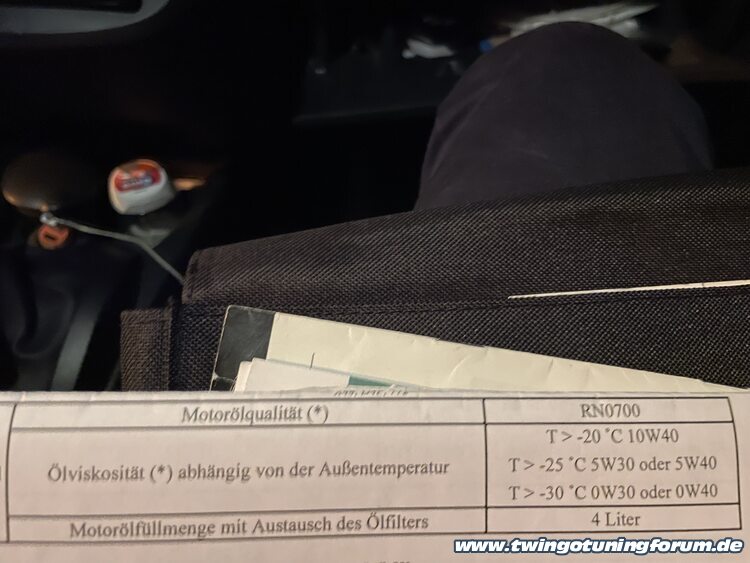 Motorölqualität (*) RN0700
T > -20 °C 10W40
Ölviskosität (*) abhängig von der Außentemperatur T > -25 °C 5W30 oder 5W40
T > -30 °C 0W30 oder 0W40
Motorölfüllmenge mit Austausch des Ölfilters 4 Liter
www.twingotuningforum.de